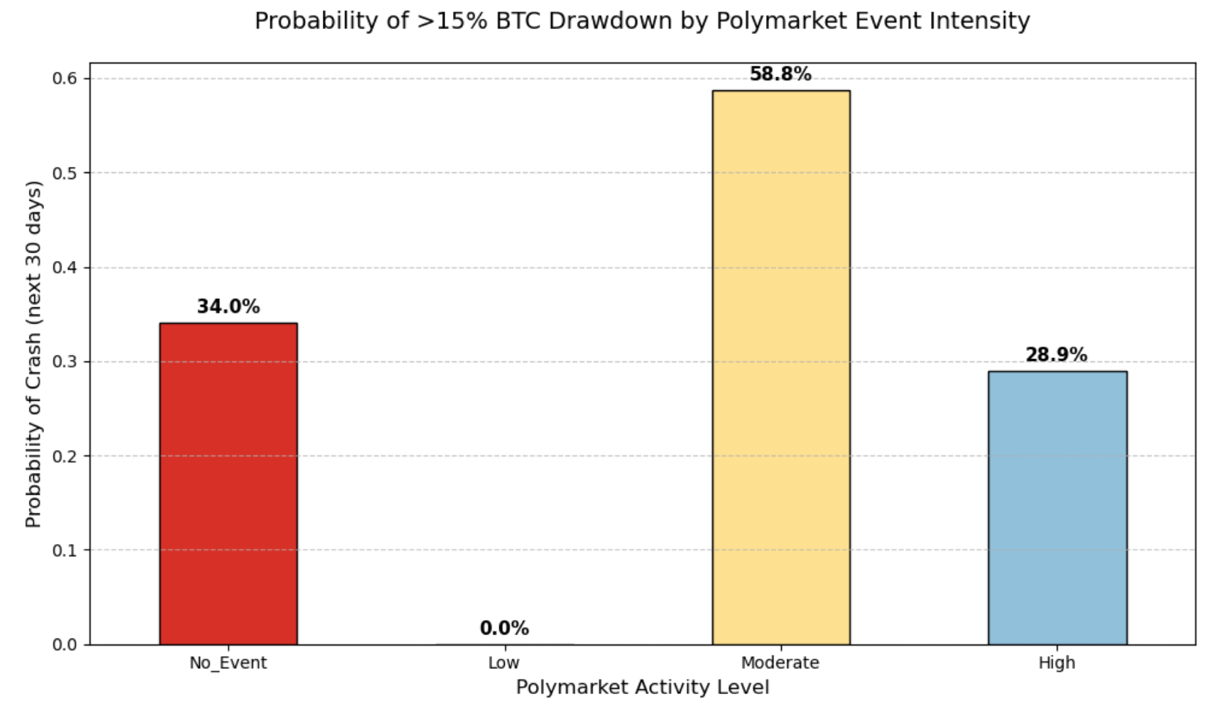 Probability of >15% BTC Drawdown by Polymarket Event Intensity
Probability of Crash (next 30 days)
0.6
0.5
0.4
0.3
0.2
0.1
0.0
34.0%
0.0%
58.8%
28.9%
No_Event
Low
Moderate
High
Polymarket Activity Level